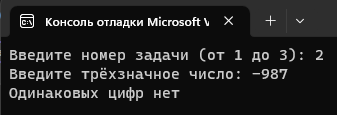 Консоль отладки Microsoft V
Введите номер задачи (от 1 до 3): 2
Введите трёхзначное число: -987
Одинаковых цифр нет